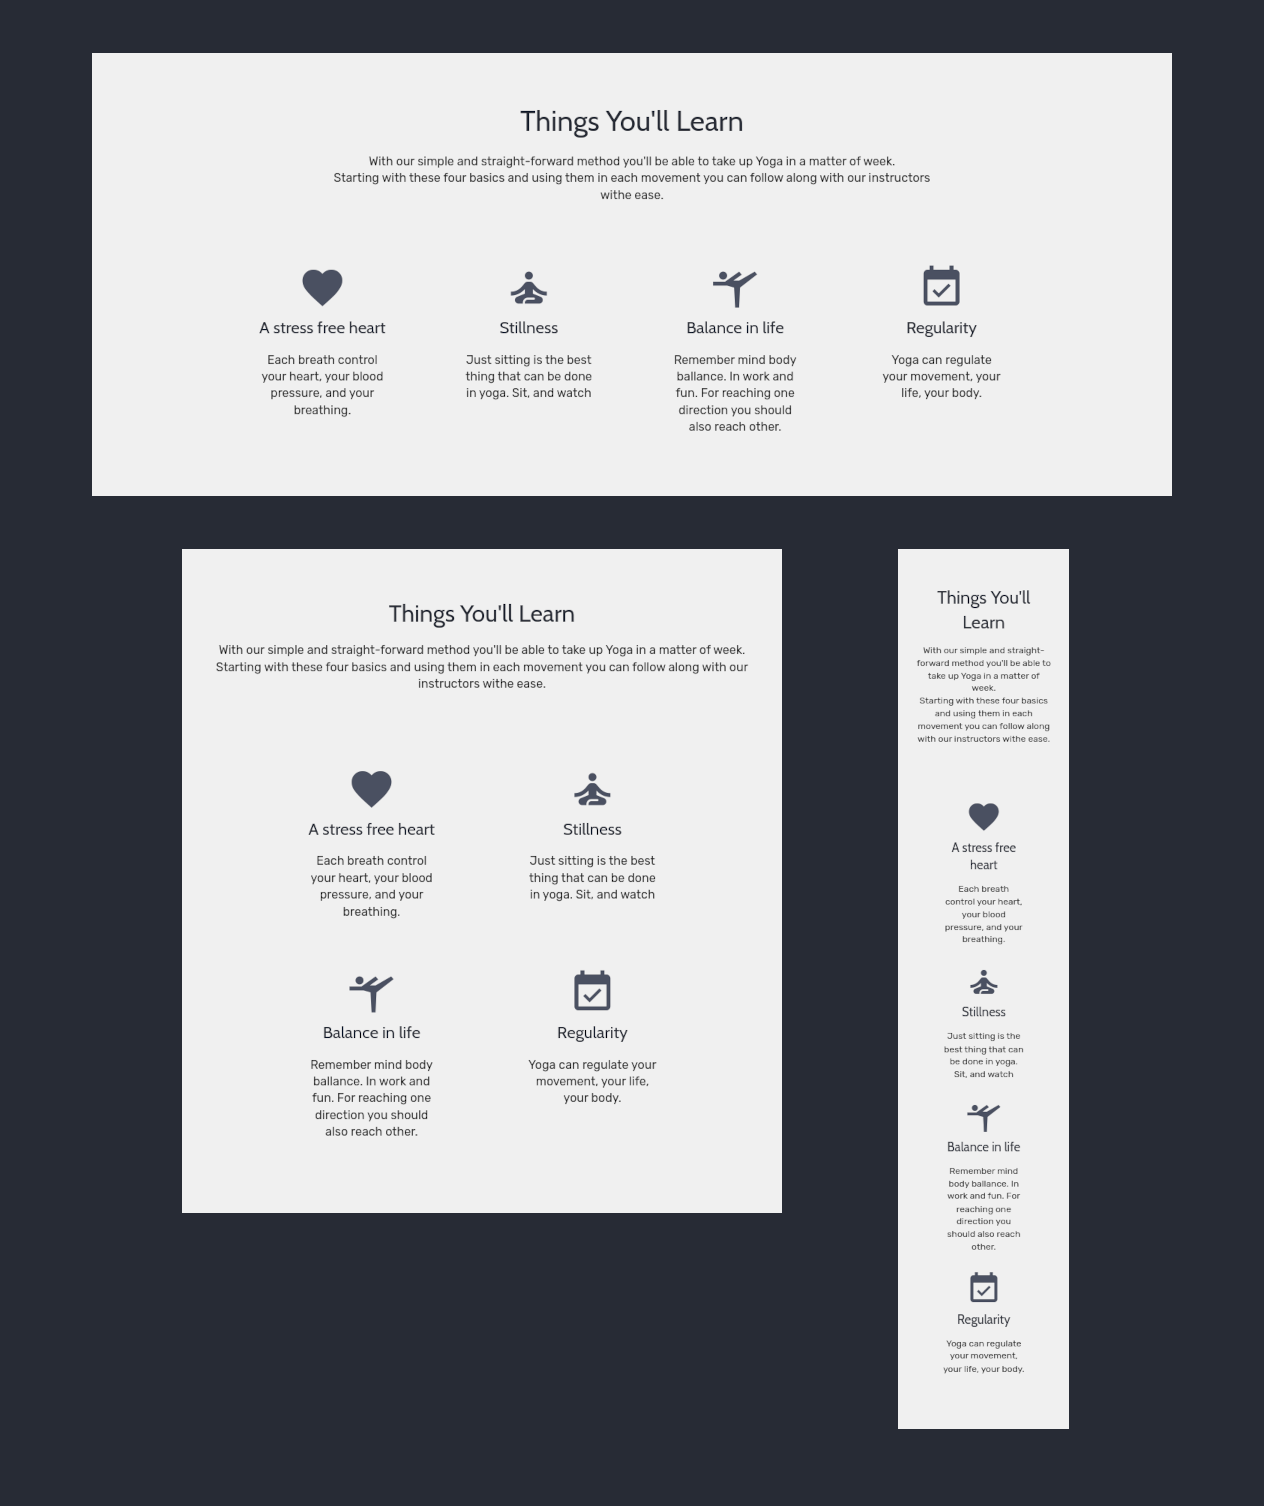 Things You'll Learn
With our simple and straight-forward method you'll be able to take up Yoga in a matter of week.
Starting with these four basics and using them in each movement you can follow along with our instructors
withe ease.
A stress free heart
Each breath control
your heart, your blood
pressure, and your
breathing.
Stillness
Just sitting is the best
thing that can be done
in yoga. Sit, and watch
Balance in life
Remember mind body
ballance. In work and
fun. For reaching one
direction you should
also reach other.
Regularity
Yoga can regulate
your movement, your
life, your body.
Things You'll Learn
With our simple and straight-forward method you'll be able to take up Yoga in a matter of week.
Starting with these four basics and using them in each movement you can follow along with our
instructors withe ease.
A stress free heart
Each breath control
your heart, your blood
pressure, and your
breathing.
Stillness
Just sitting is the best
thing that can be done
in yoga. Sit, and watch
Balance in life
Remember mind body
ballance. In work and
fun. For reaching one
direction you should
also reach other.
Regularity
Yoga can regulate your
movement, your life,
your body.
Things You'll
Learn
With our simple and straight-
forward method you'll be able to
take up Yoga in a matter of
week.
Starting with these four basics
and using them in each
movement you can follow along
with our instructors withe ease.
A stress free
heart
Each breath
control your heart,
your blood
pressure, and your
breathing.
Stillness
Just sitting is the
best thing that can
be done in yoga.
Sit, and watch
Balance in life
Remember mind
body ballance. In
work and fun. For
reaching one
direction you
should also reach
other.
Regularity
Yoga can regulate
your movement,
your life, your body.